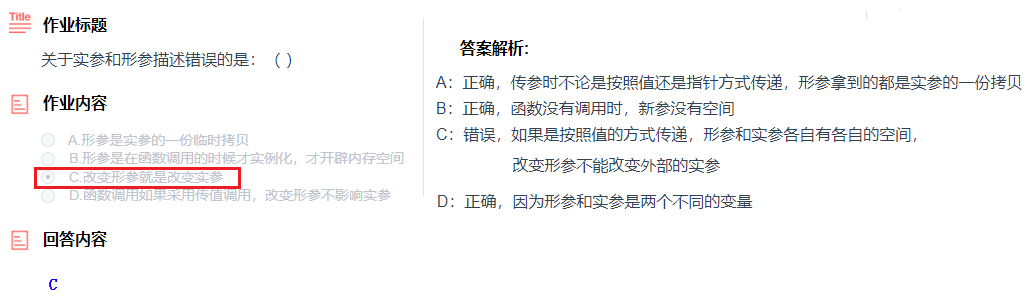 Title 作业标题
关于实参和形参描述错误的是：（ ）
作业内容
A.形参是实参的一份临时拷贝
B.形参是在函数调用的时候才实例化，才开辟内存空间
C.改变形参就是改变实参
D.函数调用如果采用传值调用，改变形参不影响实参
回答内容
C
答案解析：
A：正确，传参时不论是按照值还是指针方式传递，形参拿到的都是实参的一份拷贝
B：正确，函数没有调用时，新参没有空间
C：错误，如果是按照值的方式传递，形参和实参各自有各自的空间，
改变形参不能改变外部的实参
D：正确，因为形参和实参是两个不同的变量